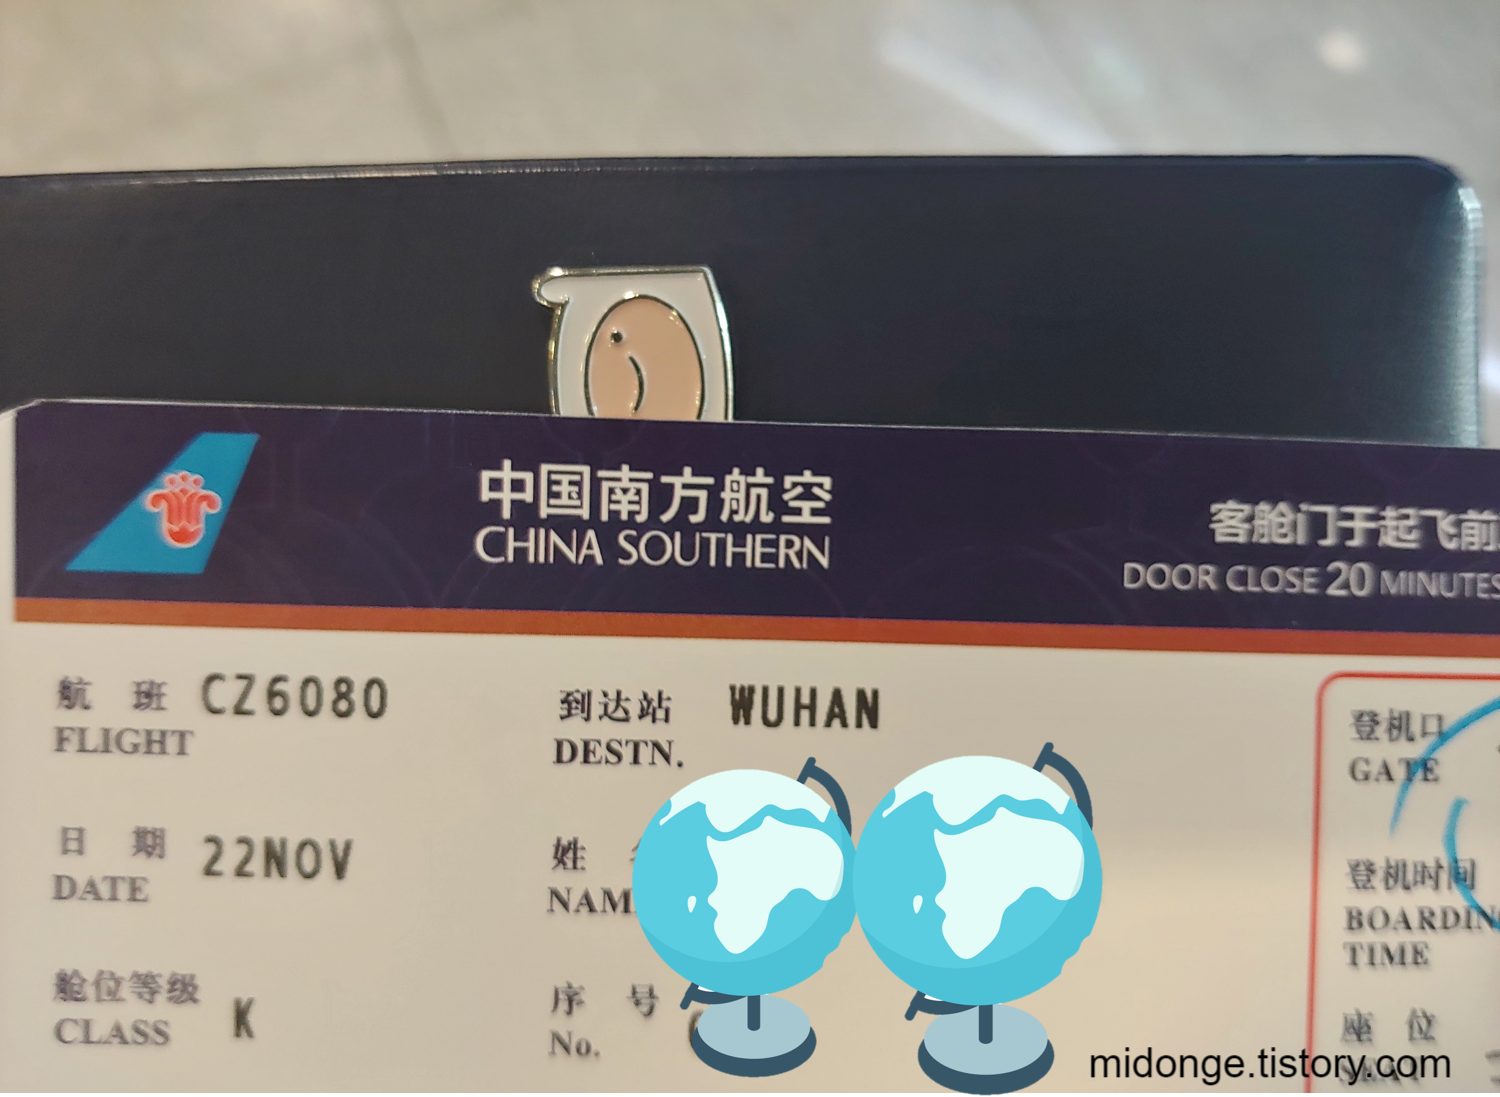 中国南方航空
CHINA SOUTHERN
客舱门于起飞前
DOOR CLOSE 20 MINUTES
航 班 CZ6080
FLIGHT
到达站 WUHAN
DESTN.
登机口
GATE
日 期 22NOV
DATE
姓
登机时间
BOARDING
TIME
舱位等级 K
CLASS
序 号
No.
座 位
midonge.tistory.com